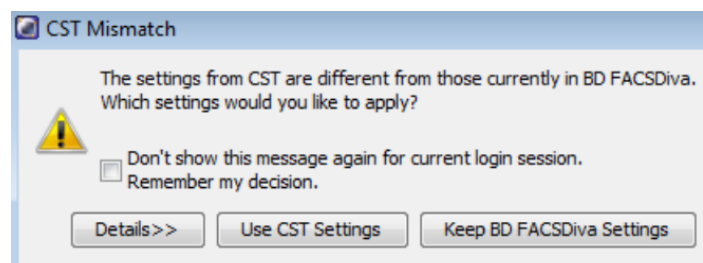 CST Mismatch
The settings from CST are different from those currently in BD FACSDiva.
Which settings would you like to apply?
Don't show this message again for current login session.
Remember my decision.
Details>> Use CST Settings Keep BD FACSDiva Settings